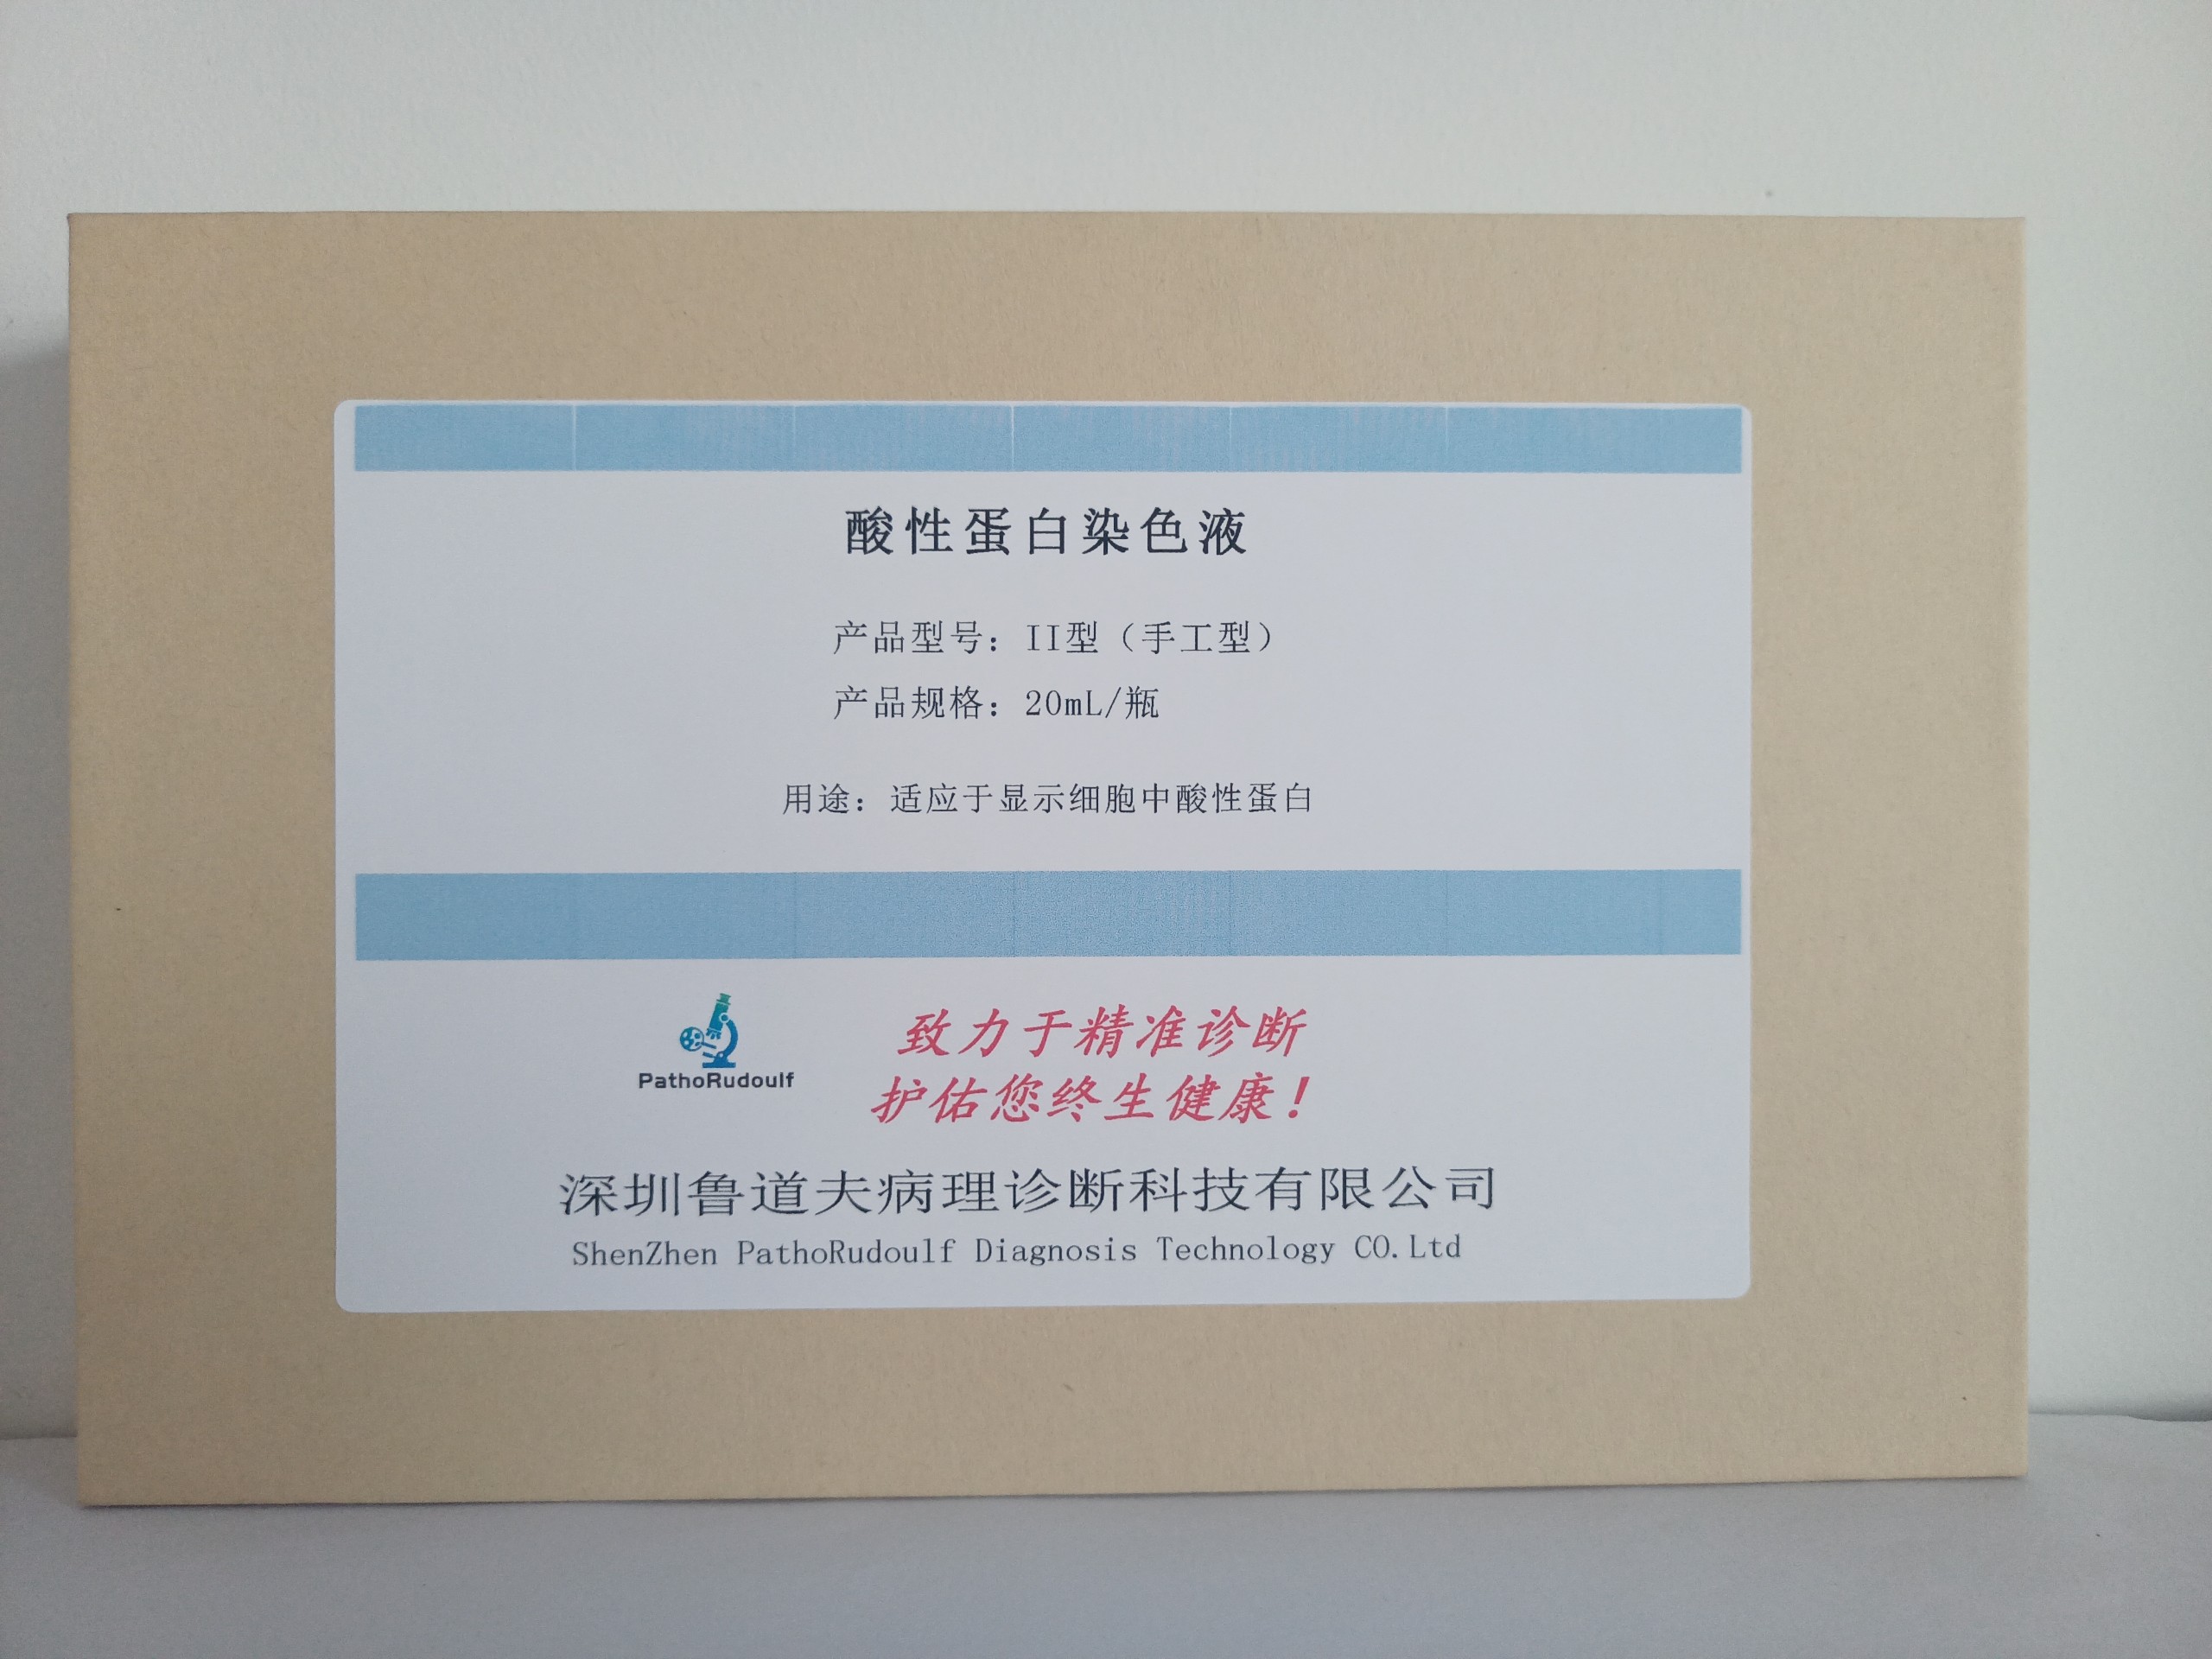 酸性蛋白染色液
产品型号：II型（手工型）
产品规格：20mL/瓶
用途：适应于显示细胞中酸性蛋白
PathoRudoulf
致力于精准诊断
护佑您终生健康！
深圳鲁道夫病理诊断科技有限公司
ShenZhen PathoRudoulf Diagnosis Technology CO.Ltd